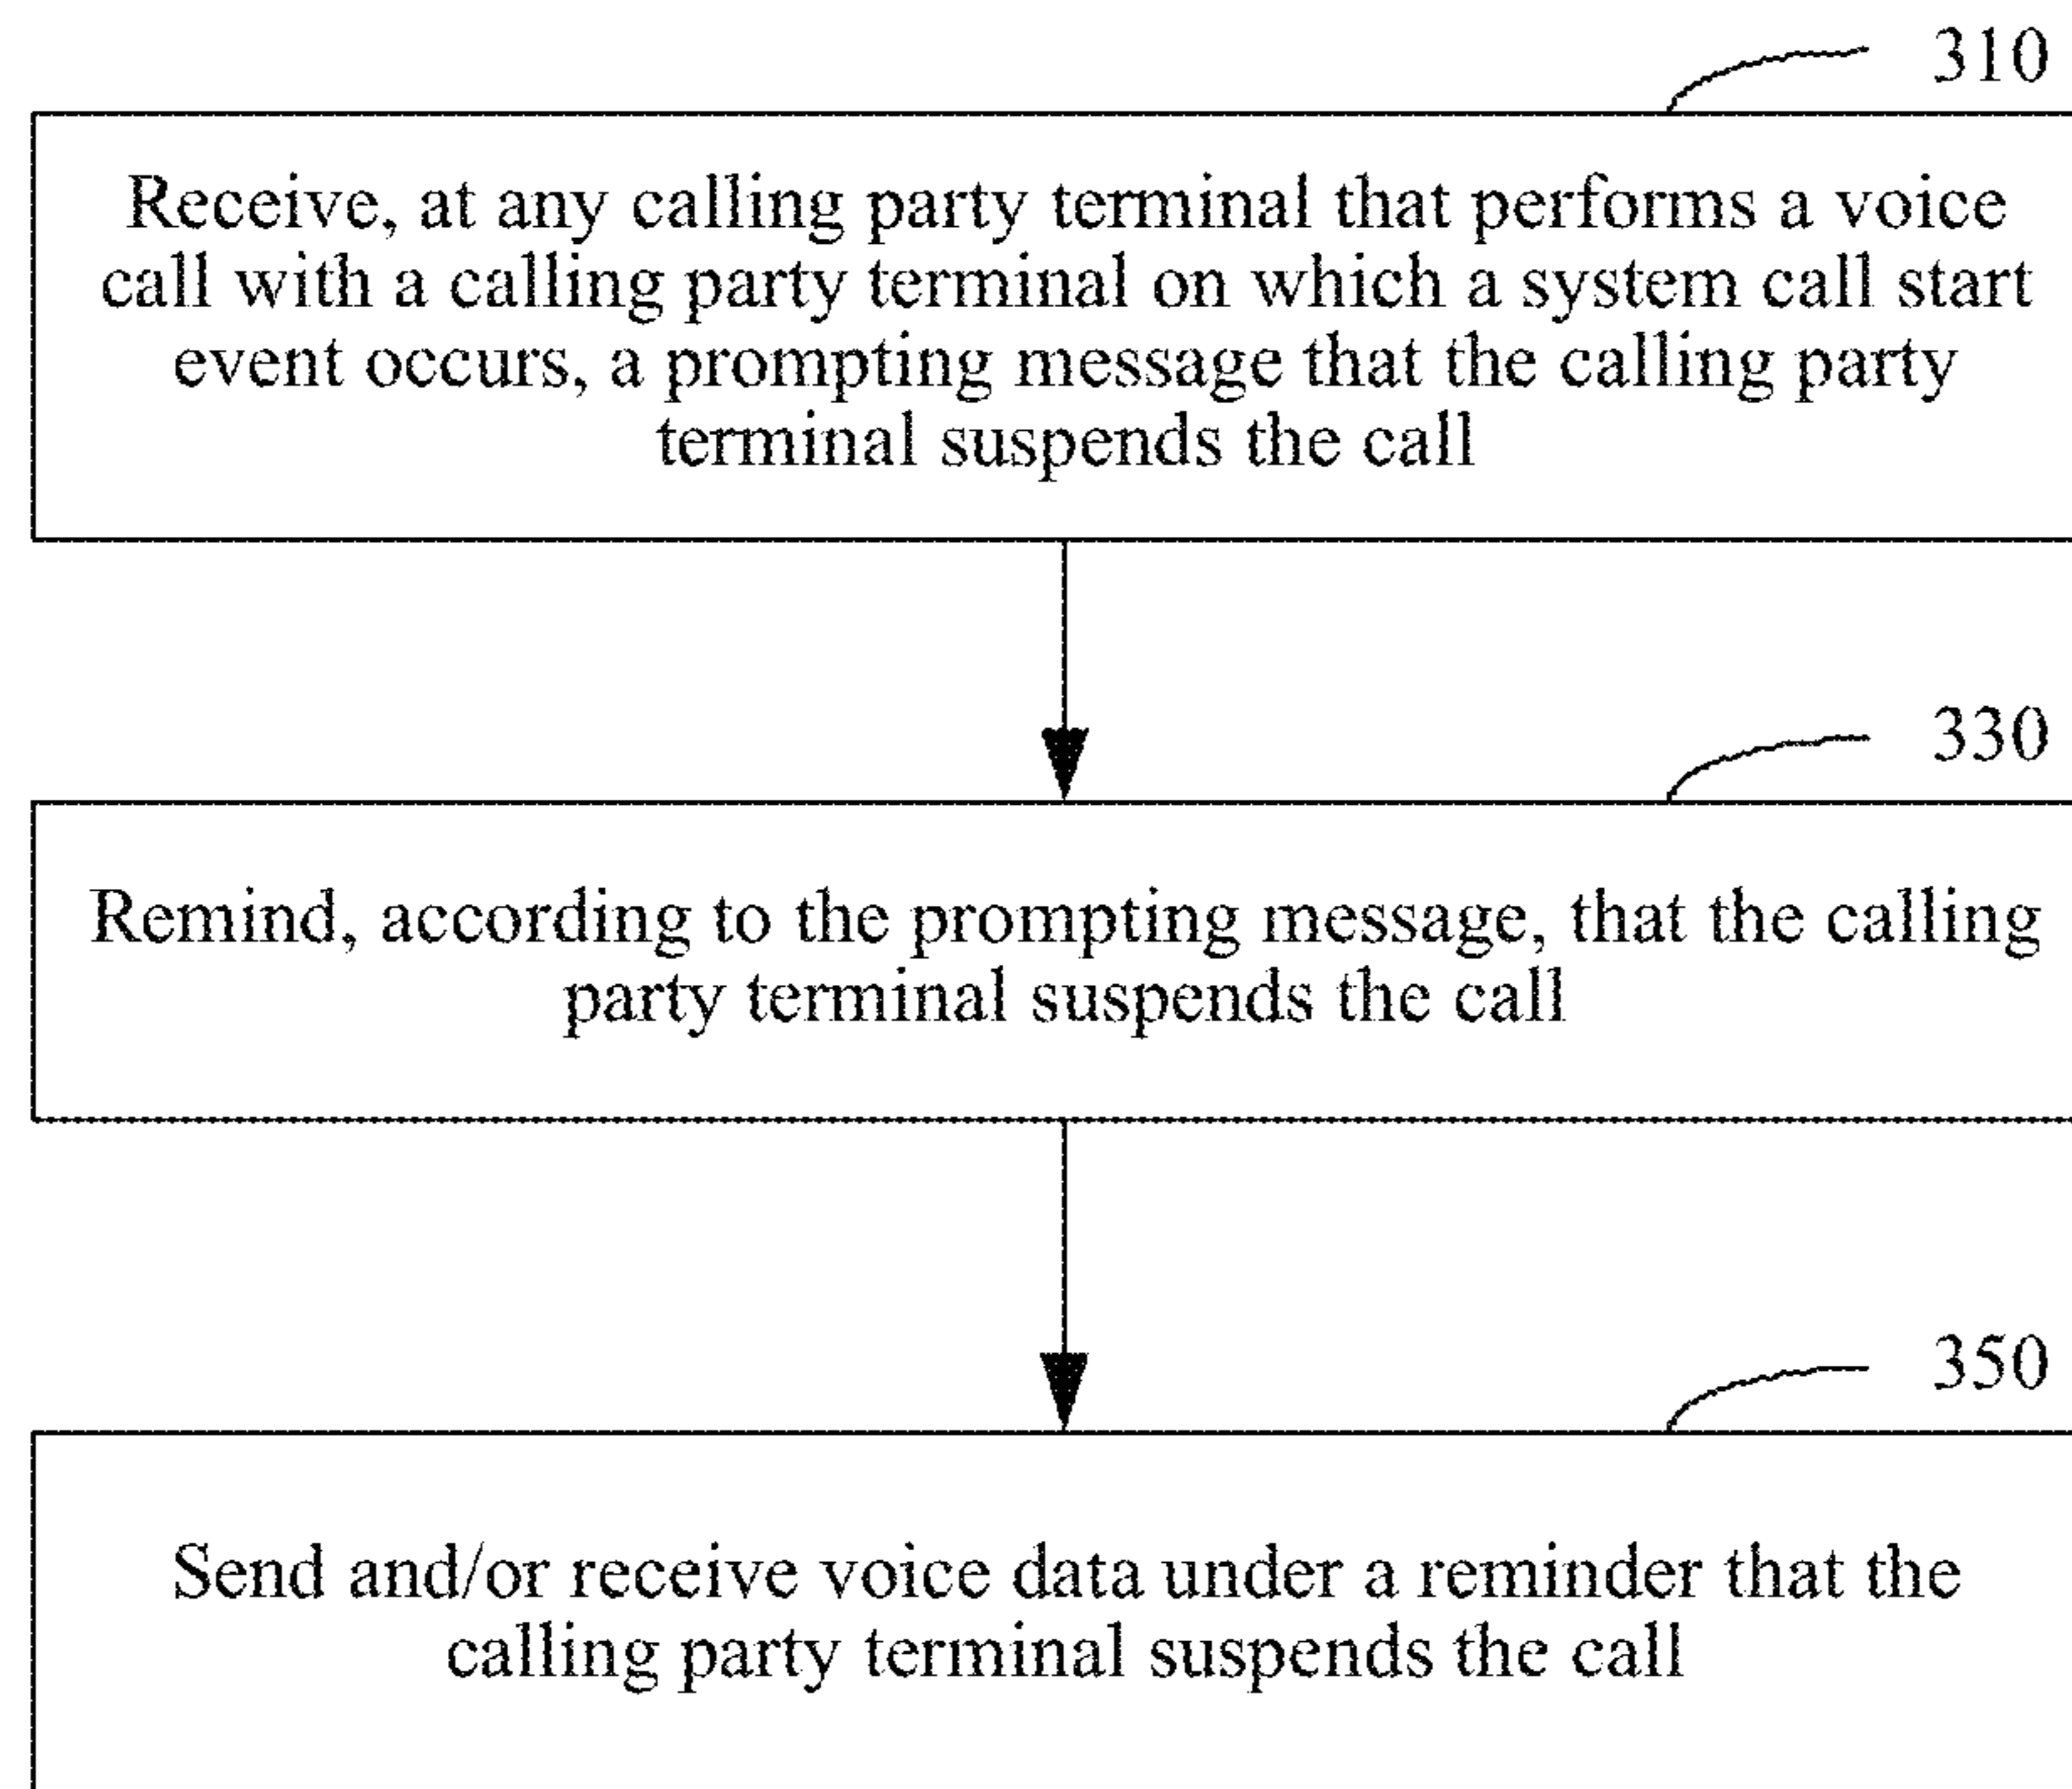 310
Receive, at any calling party terminal that performs a voice
call with a calling party terminal on which a system call start
event occurs, a prompting message that the calling party
terminal suspends the call
330
Remind, according to the prompting message, that the calling
party terminal suspends the call
350
Send and/or receive voice data under a reminder that the
calling party terminal suspends the call